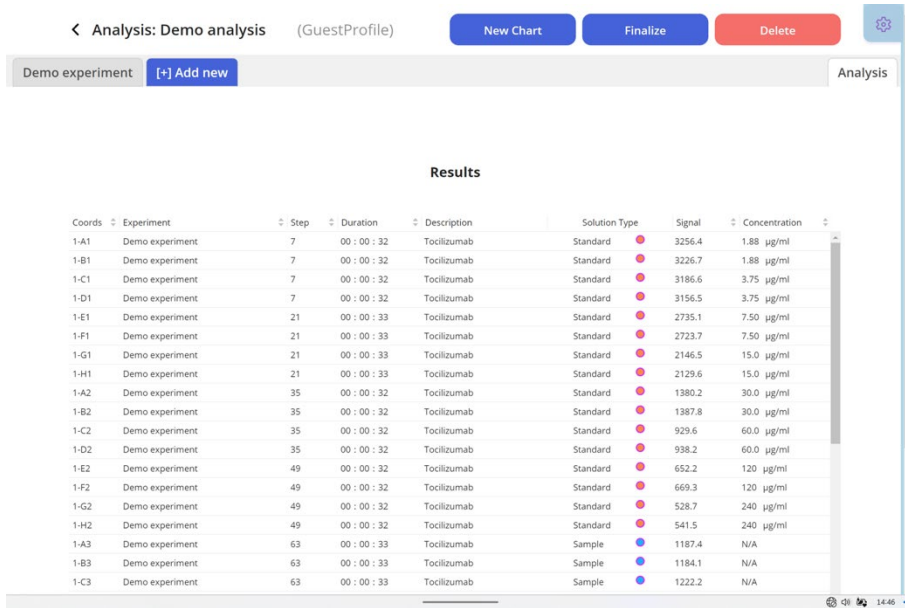 Analysis: Demo analysis (GuestProfile) New Chart Finalize Delete
Demo experiment [+] Add new Analysis
Results
Coords Experiment Step Duration Description Solution Type Signal Concentration
1-A1 Demo experiment 7 00 : 00 : 32 Tocilizumab Standard 3256.4 1.88 µg/ml
1-B1 Demo experiment 7 00 : 00 : 32 Tocilizumab Standard 3226.7 1.88 µg/ml
1-C1 Demo experiment 7 00 : 00 : 32 Tocilizumab Standard 3186.6 3.75 µg/ml
1-D1 Demo experiment 7 00 : 00 : 32 Tocilizumab Standard 3156.5 3.75 µg/ml
1-E1 Demo experiment 21 00 : 00 : 33 Tocilizumab Standard 2735.1 7.50 µg/ml
1-F1 Demo experiment 21 00 : 00 : 33 Tocilizumab Standard 2723.7 7.50 µg/ml
1-G1 Demo experiment 21 00 : 00 : 33 Tocilizumab Standard 2146.5 15.0 µg/ml
1-H1 Demo experiment 21 00 : 00 : 33 Tocilizumab Standard 2129.6 15.0 µg/ml
1-A2 Demo experiment 35 00 : 00 : 32 Tocilizumab Standard 1380.2 30.0 µg/ml
1-B2 Demo experiment 35 00 : 00 : 32 Tocilizumab Standard 1387.8 30.0 µg/ml
1-C2 Demo experiment 35 00 : 00 : 32 Tocilizumab Standard 929.6 60.0 µg/ml
1-D2 Demo experiment 35 00 : 00 : 32 Tocilizumab Standard 938.2 60.0 µg/ml
1-E2 Demo experiment 49 00 : 00 : 32 Tocilizumab Standard 652.2 120 µg/ml
1-F2 Demo experiment 49 00 : 00 : 32 Tocilizumab Standard 669.3 120 µg/ml
1-G2 Demo experiment 49 00 : 00 : 32 Tocilizumab Standard 528.7 240 µg/ml
1-H2 Demo experiment 49 00 : 00 : 32 Tocilizumab Standard 541.5 240 µg/ml
1-A3 Demo experiment 63 00 : 00 : 33 Tocilizumab Sample 1187.4 N/A
1-B3 Demo experiment 63 00 : 00 : 33 Tocilizumab Sample 1184.1 N/A
1-C3 Demo experiment 63 00 : 00 : 33 Tocilizumab Sample 1222.2 N/A
14:46